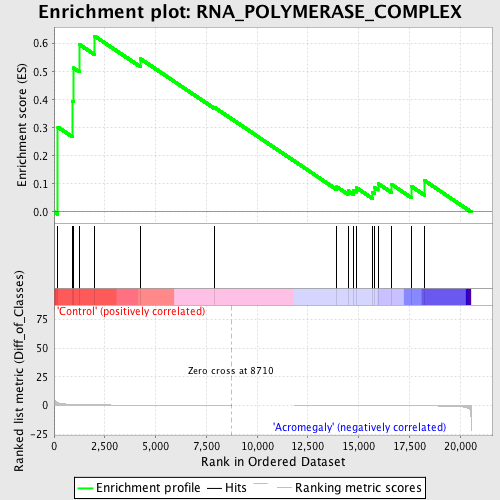 Enrichment plot: RNA_POLYMERASE_COMPLEX
Enrichment score (ES)
0.6
0.5
0.4
0.3
0.2
0.1
0.0
'Control' (positively correlated)
Ranked list metric (Diff_of_Classes)
75
50
25
0
-25
Zero cross at 8710
'Acromegaly' (negatively correlated)
0 2,500 5,000 7,500 10,000 12,500 15,000 17,500 20,000
Rank in Ordered Dataset
Enrichment profile Hits Ranking metric scores